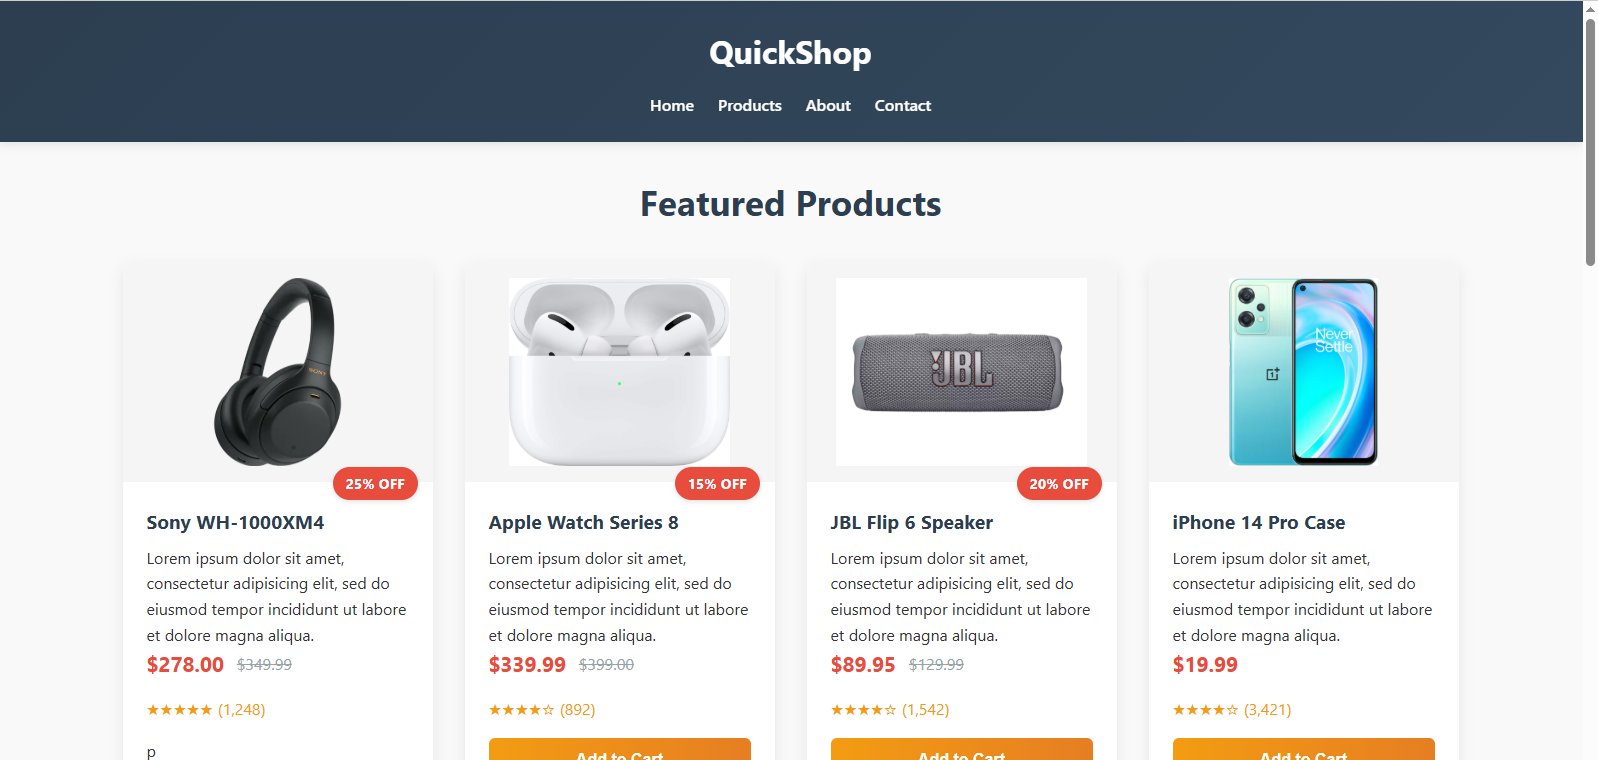 QuickShop
Home Products About Contact
Featured Products
SONY
JBL
Never
Settle
1+
25% OFF
15% OFF
20% OFF
Sony WH-1000XM4
Lorem ipsum dolor sit amet,
consectetur adipisicing elit, sed do
eiusmod tempor incididunt ut labore
et dolore magna aliqua.
$278.00 $349.99
★★★★★ (1,248)
p
Apple Watch Series 8
Lorem ipsum dolor sit amet,
consectetur adipisicing elit, sed do
eiusmod tempor incididunt ut labore
et dolore magna aliqua.
$339.99 $399.00
★★★★☆ (892)
Add to Cart
JBL Flip 6 Speaker
Lorem ipsum dolor sit amet,
consectetur adipisicing elit, sed do
eiusmod tempor incididunt ut labore
et dolore magna aliqua.
$89.95 $129.99
★★★★☆ (1,542)
Add to Cart
iPhone 14 Pro Case
Lorem ipsum dolor sit amet,
consectetur adipisicing elit, sed do
eiusmod tempor incididunt ut labore
et dolore magna aliqua.
$19.99
★★★★☆ (3,421)
Add to Cart